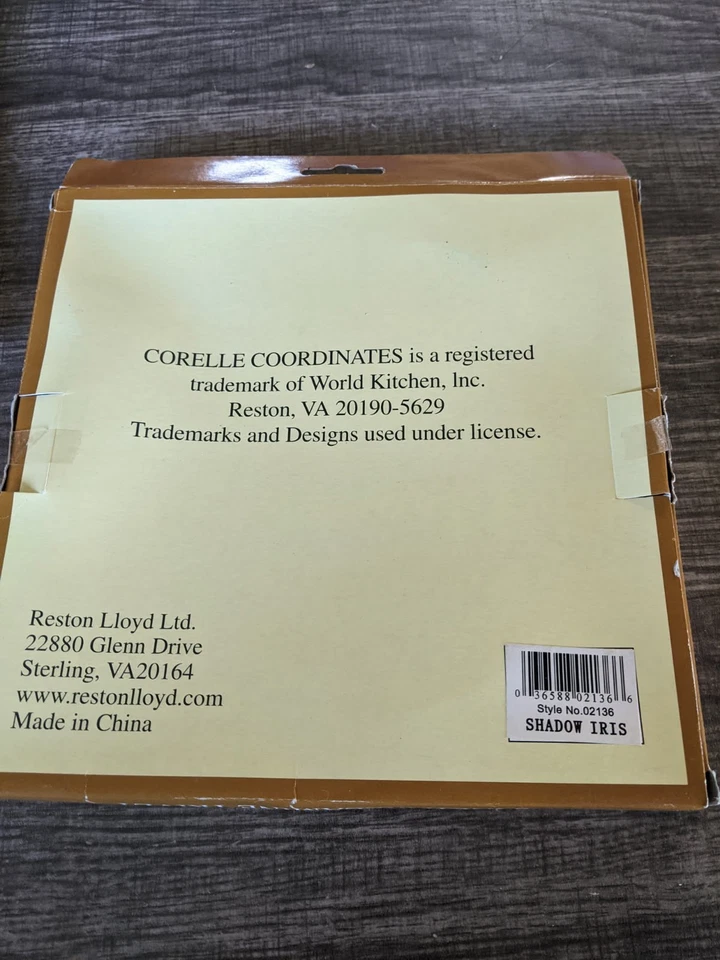 CORELLE COORDINATES is a registered
trademark of World Kitchen, Inc.
Reston, VA 20190-5629
Trademarks and Designs used under license.
Reston Lloyd Ltd.
22880 Glenn Drive
Sterling, VA20164
www.restonlloyd.com
Made in China
0 36588 02136 6
Style No.02136
SHADOW IRIS